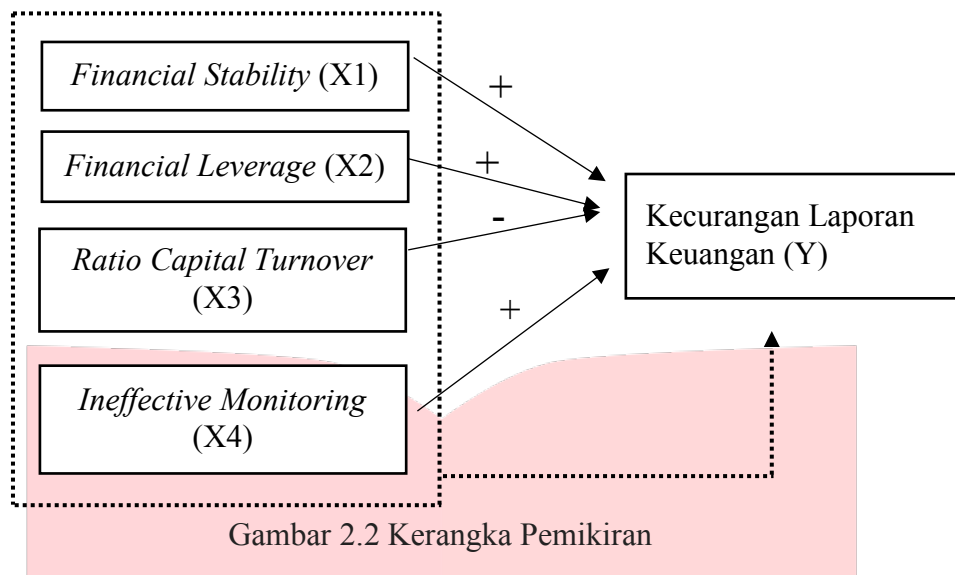 Financial Stability (X1)
+
Financial Leverage (X2)
+
-
Kecurangan Laporan
Keuangan (Y)
Ratio Capital Turnover
(X3)
+
Ineffective Monitoring
(X4)
Gambar 2.2 Kerangka Pemikiran